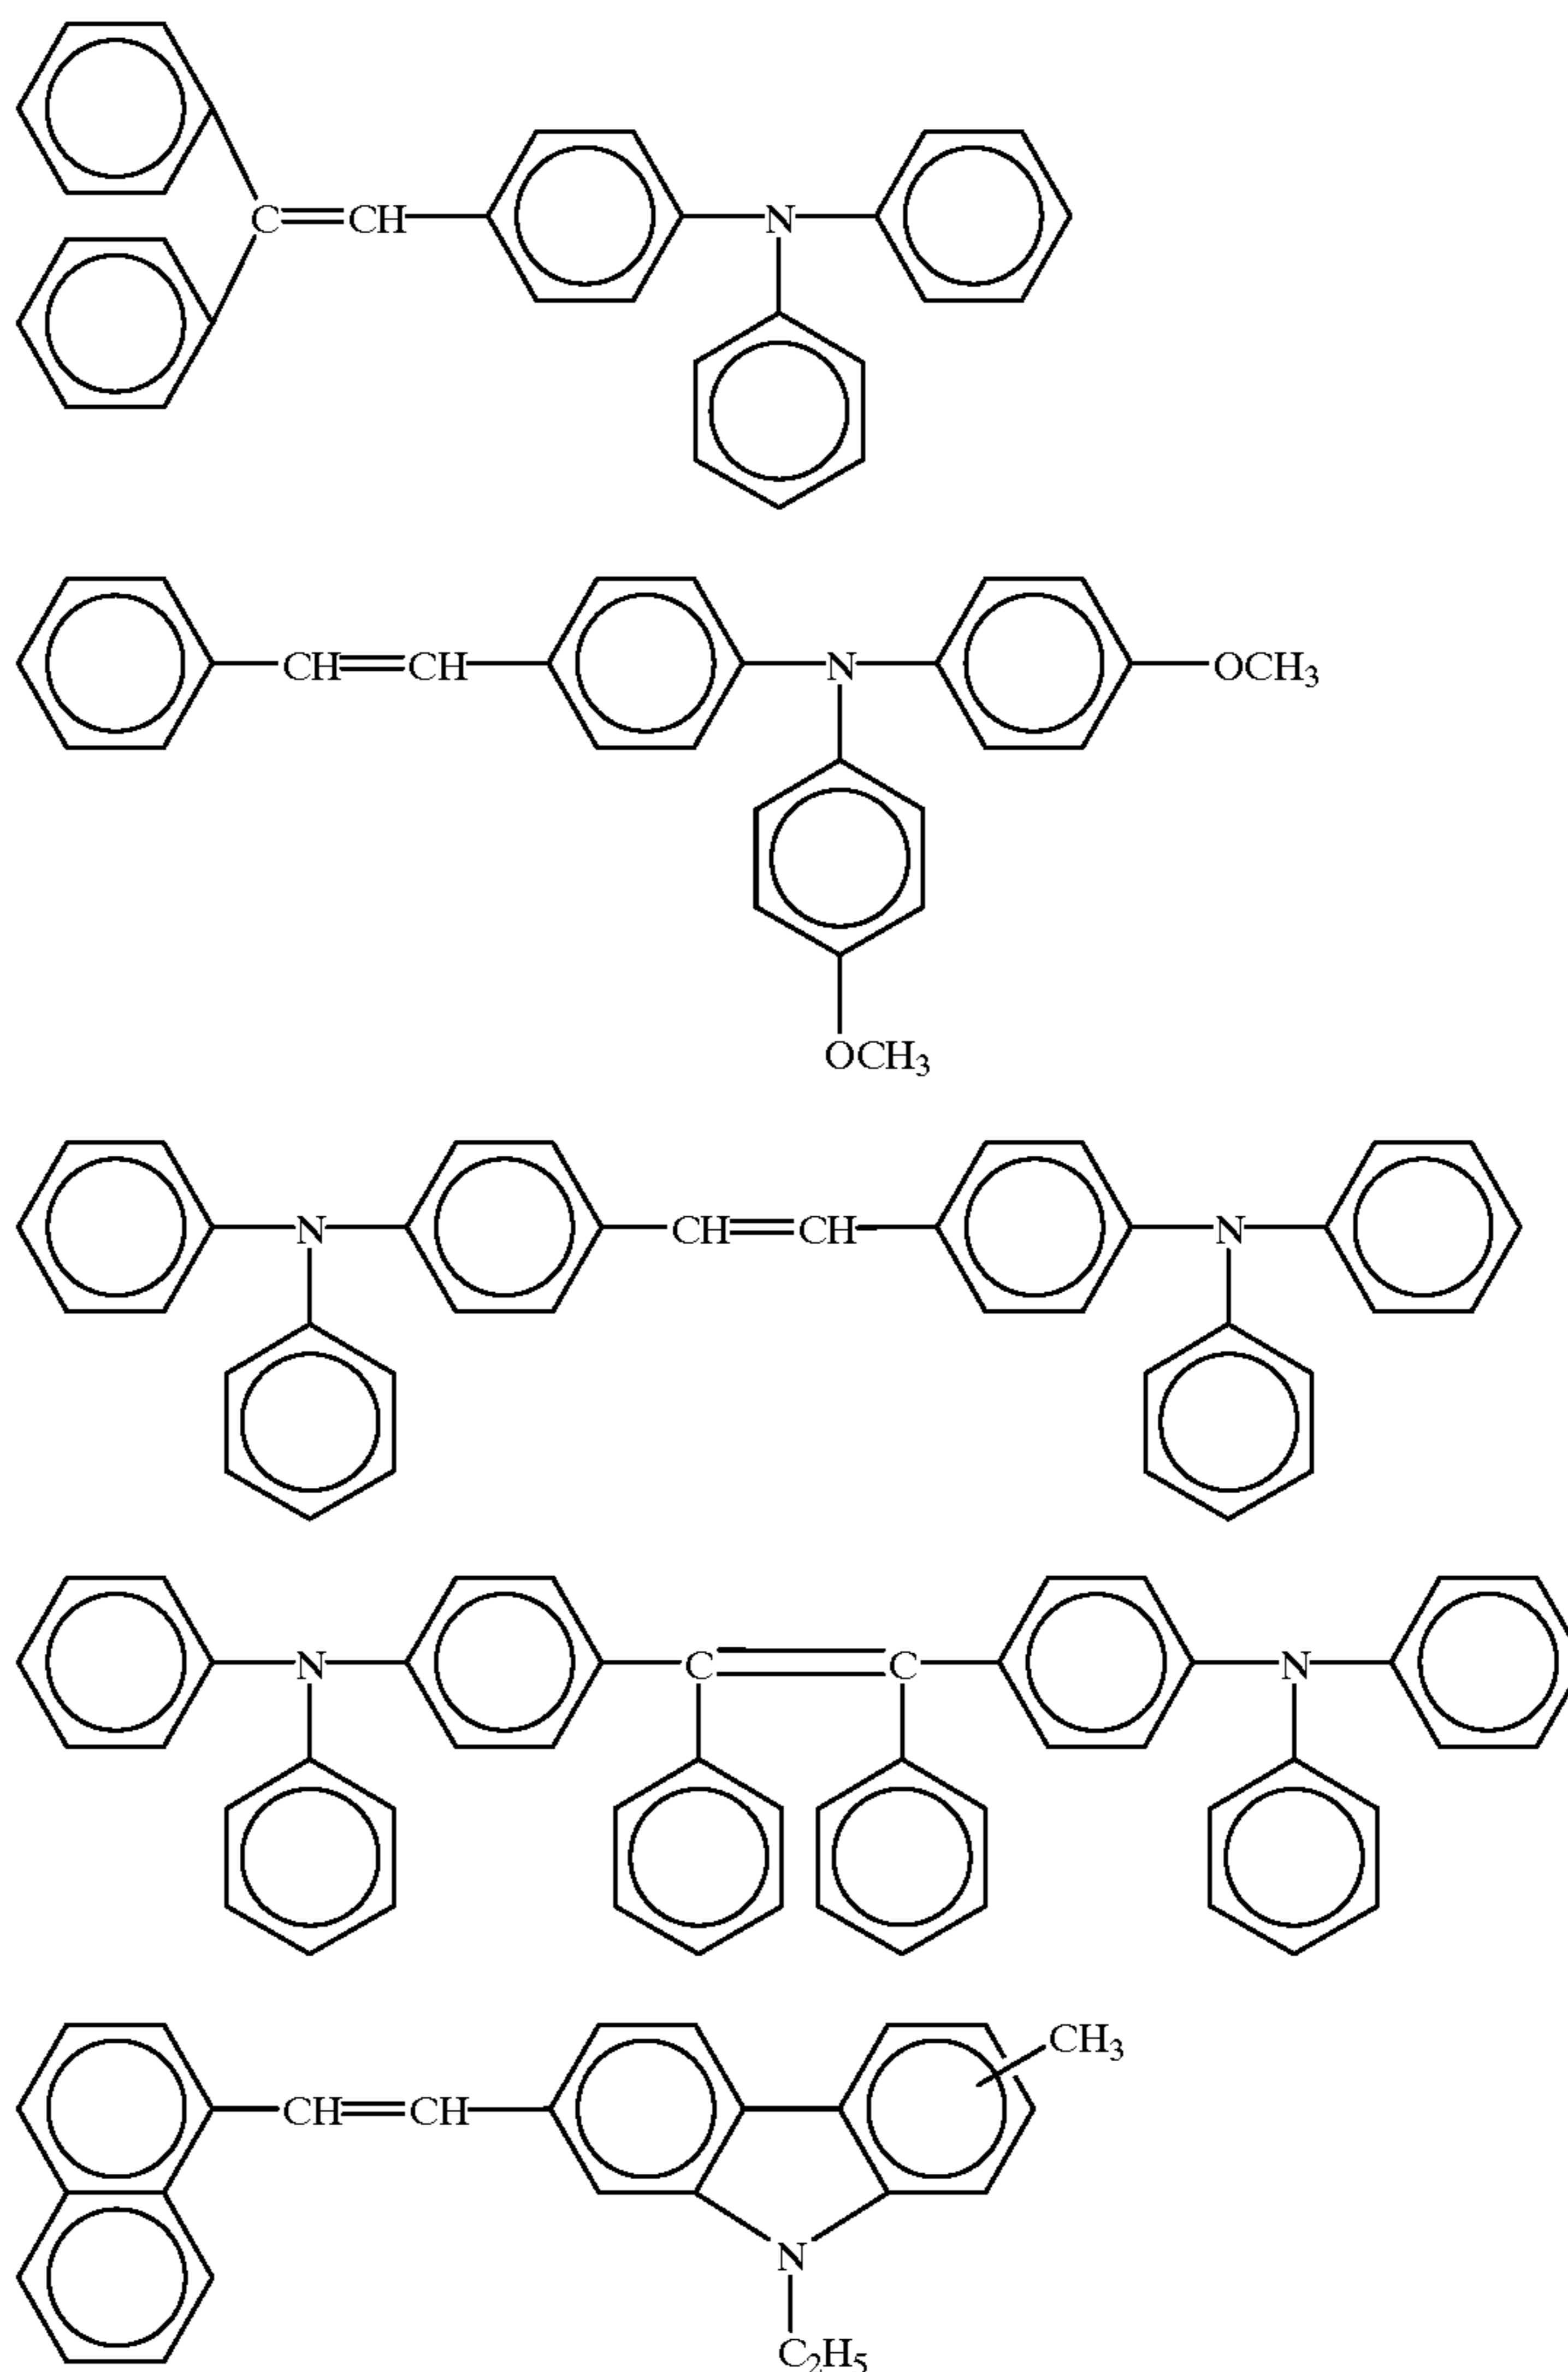 C=CH N
CH=CH N OCH₃
OCH₃
N CH=CH N
N C=C N
CH₃
CH=CH
N
C₂H₅